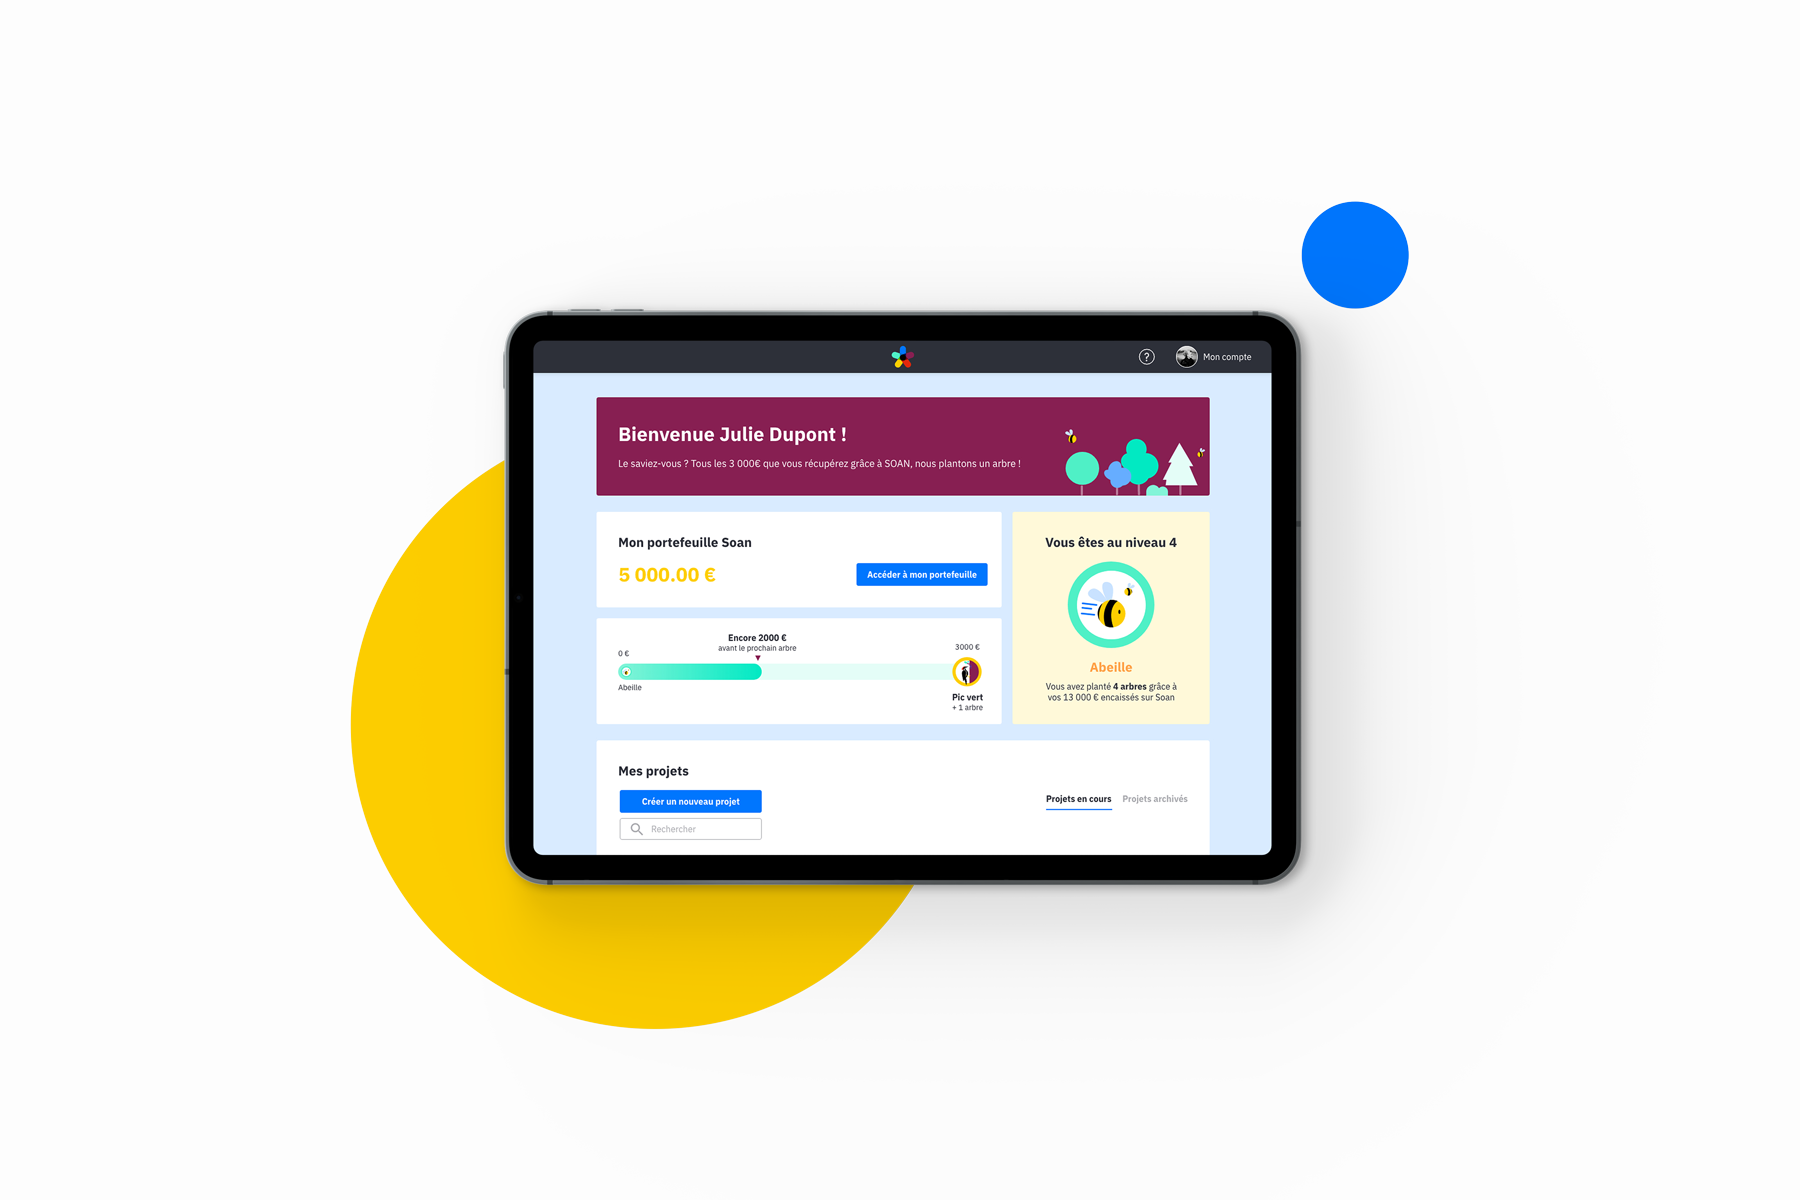 ? Mon compte
Bienvenue Julie Dupont !
Le saviez-vous ? Tous les 3 000€ que vous récupérez grâce à SOAN, nous plantons un arbre !
Mon portefeuille Soan
5 000.00 €
Accéder à mon portefeuille
Encore 2000 €
avant le prochain arbre
0 €
3000 €
Abeille
Pic vert
+ 1 arbre
Vous êtes au niveau 4
Abeille
Vous avez planté 4 arbres grâce à
vos 13 000 € encaissés sur Soan
Mes projets
Créer un nouveau projet
Rechercher
Projets en cours
Projets archivés